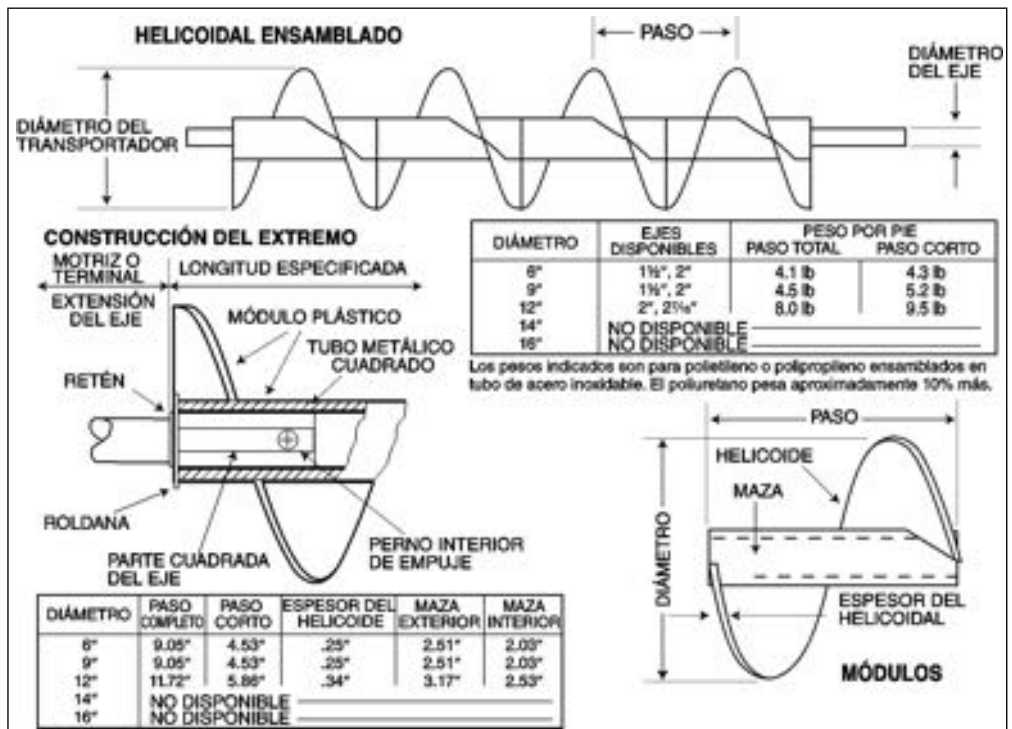 HELICOIDAL ENSAMBLADO
PASO
DIÁMETRO
DEL EJE
DIÁMETRO DEL
TRANSPORTADOR
DIÁMETRO EJES DISPONIBLES PESO POR PIE
PASO TOTAL PASO CORTO
6" 1½", 2" 4.1 lb 4.3 lb
9" 1½", 2" 4.5 lb 5.2 lb
12" 2", 2⁷⁄₁₆" 8.0 lb 9.5 lb
14" NO DISPONIBLE
16" NO DISPONIBLE
Los pesos indicados son para polietileno o polipropileno ensamblados en
tubo de acero inoxidable. El poliuretano pesa aproximadamente 10% más.
CONSTRUCCIÓN DEL EXTREMO
MOTRIZ O
TERMINAL
LONGITUD ESPECIFICADA
EXTENSIÓN
DEL EJE
MÓDULO PLÁSTICO
TUBO METÁLICO
CUADRADO
RETÉN
ROLDANA
PARTE CUADRADA
DEL EJE
PERNO INTERIOR
DE EMPUJE
PASO
HELICOIDE
MAZA
DIÁMETRO
ESPESOR DEL
HELICOIDAL
MÓDULOS
DIÁMETRO PASO COMPLETO PASO CORTO ESPESOR DEL HELICOIDE MAZA EXTERIOR MAZA INTERIOR
6" 9.05" 4.53" .25" 2.51" 2.03"
9" 9.05" 4.53" .25" 2.51" 2.03"
12" 11.72" 5.86" .34" 3.17" 2.53"
14" NO DISPONIBLE
16" NO DISPONIBLE